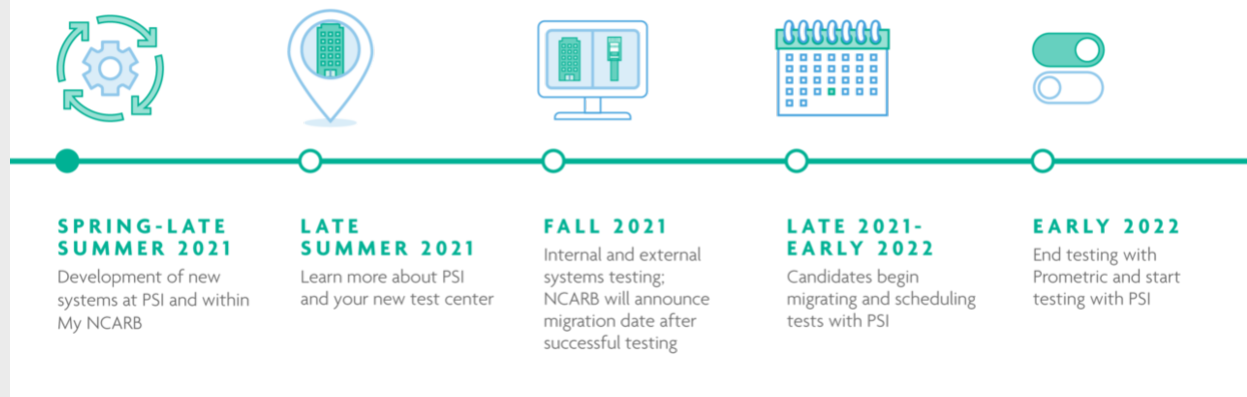 SPRING-LATE
SUMMER 2021
Development of new
systems at PSI and within
My NCARB
LATE
SUMMER 2021
Learn more about PSI
and your new test center
FALL 2021
Internal and external
systems testing;
NCARB will announce
migration date after
successful testing
LATE 2021-
EARLY 2022
Candidates begin
migrating and scheduling
tests with PSI
EARLY 2022
End testing with
Prometric and start
testing with PSI